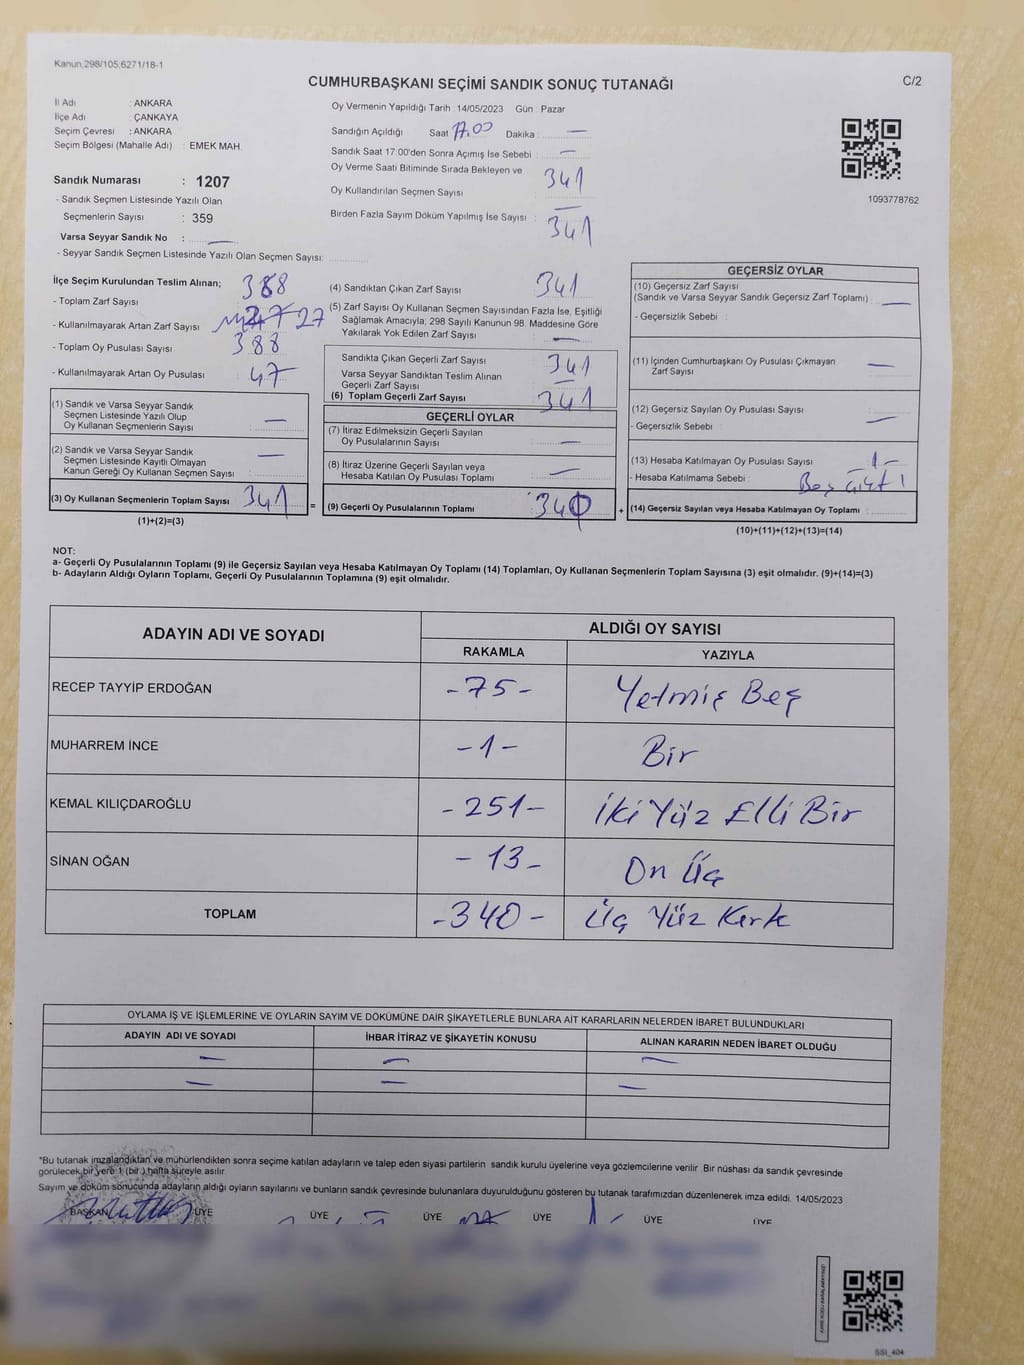 Kanun;298/105;6271/18-1
CUMHURBAŞKANI SEÇİMİ SANDIK SONUÇ TUTANAĞI
C/2
İl Adı : ANKARA
İlçe Adı : ÇANKAYA
Seçim Çevresi : ANKARA
Seçim Bölgesi (Mahalle Adı) : EMEK MAH.
Sandık Numarası : 1207
- Sandık Seçmen Listesinde Yazılı Olan
Seçmenlerin Sayısı : 359
Varsa Seyyar Sandık No : —
- Seyyar Sandık Seçmen Listesinde Yazılı Olan Seçmen Sayısı:
Oy Vermenin Yapıldığı Tarih :14/05/2023 Gün : Pazar
Sandığın Açıldığı Saat 17.00 Dakika : —
Sandık Saat 17:00'den Sonra Açımış İse Sebebi : —
Oy Verme Saati Bitiminde Sırada Bekleyen ve
Oy Kullandırılan Seçmen Sayısı 341
Birden Fazla Sayım Döküm Yapılmış İse Sayısı : —
341
1093778762
İlçe Seçim Kurulundan Teslim Alınan;
- Toplam Zarf Sayısı 388
- Kullanılmayarak Artan Zarf Sayısı 27
- Toplam Oy Pusulası Sayısı 388
- Kullanılmayarak Artan Oy Pusulası 47
(1) Sandık ve Varsa Seyyar Sandık
Seçmen Listesinde Yazılı Olup
Oy Kullanan Seçmenlerin Sayısı —
(2) Sandık ve Varsa Seyyar Sandık
Seçmen Listesinde Kayıtlı Olmayan
Kanun Gereği Oy Kullanan Seçmen Sayısı —
(3) Oy Kullanan Seçmenlerin Toplam Sayısı 341
(1)+(2)=(3)
=
(4) Sandıktan Çıkan Zarf Sayısı 341
(5) Zarf Sayısı Oy Kullanan Seçmen Sayısından Fazla İse, Eşitliği
Sağlamak Amacıyla, 298 Sayılı Kanunun 98. Maddesine Göre
Yakılarak Yok Edilen Zarf Sayısı —
Sandıkta Çıkan Geçerli Zarf Sayısı 341
Varsa Seyyar Sandıktan Teslim Alınan
Geçerli Zarf Sayısı —
(6) Toplam Geçerli Zarf Sayısı 341
GEÇERLİ OYLAR
(7) İtiraz Edilmeksizin Geçerli Sayılan
Oy Pusulalarının Sayısı —
(8) İtiraz Üzerine Geçerli Sayılan veya
Hesaba Katılan Oy Pusulası Toplamı —
(9) Geçerli Oy Pusulalarının Toplamı 340
+
GEÇERSİZ OYLAR
(10) Geçersiz Zarf Sayısı
(Sandık ve Varsa Seyyar Sandık Geçersiz Zarf Toplamı) —
- Geçersizlik Sebebi :
(11) İçinden Cumhurbaşkanı Oy Pusulası Çıkmayan
Zarf Sayısı —
(12) Geçersiz Sayılan Oy Pusulası Sayısı
- Geçersizlik Sebebi : —
(13) Hesaba Katılmayan Oy Pusulası Sayısı -1-
- Hesaba Katılmama Sebebi : Boş
(14) Geçersiz Sayılan veya Hesaba Katılmayan Oy Toplamı
(10)+(11)+(12)+(13)=(14)
NOT:
a- Geçerli Oy Pusulalarının Toplamı (9) ile Geçersiz Sayılan veya Hesaba Katılmayan Oy Toplamı (14) Toplamları, Oy Kullanan Seçmenlerin Toplam Sayısına (3) eşit olmalıdır. (9)+(14)=(3)
b- Adayların Aldığı Oyların Toplamı, Geçerli Oy Pusulalarının Toplamına (9) eşit olmalıdır.
ADAYIN ADI VE SOYADI ALDIĞI OY SAYISI
RAKAMLA YAZIYLA
RECEP TAYYİP ERDOĞAN -75- Yetmiş Beş
MUHARREM İNCE -1- Bir
KEMAL KILIÇDAROĞLU -251- İki Yüz Elli Bir
SİNAN OĞAN -13- On Üç
TOPLAM -340- Üç Yüz Kırk
OYLAMA İŞ VE İŞLEMLERİNE VE OYLARIN SAYIM VE DÖKÜMÜNE DAİR ŞİKAYETLERLE BUNLARA AİT KARARLARIN NELERDEN İBARET BULUNDUKLARI
ADAYIN ADI VE SOYADI İHBAR İTİRAZ VE ŞİKAYETİN KONUSU ALINAN KARARIN NEDEN İBARET OLDUĞU
— — —
— — —
*Bu tutanak imzalandıktan ve mühürlendikten sonra seçime katılan adayların ve talep eden siyasi partilerin sandık kurulu üyelerine veya gözlemcilerine verilir. Bir nüshası da sandık çevresinde
görülecek bir yere 1 (bir) hafta süreyle asılır.
Sayım ve döküm sonucunda adayların aldığı oyların sayılarını ve bunların sandık çevresinde bulunanlara duyurulduğunu gösteren bu tutanak tarafımızdan düzenlenerek imza edildi. 14/05/2023
BAŞKAN ÜYE ÜYE ÜYE ÜYE ÜYE ÜYE
SSI_404